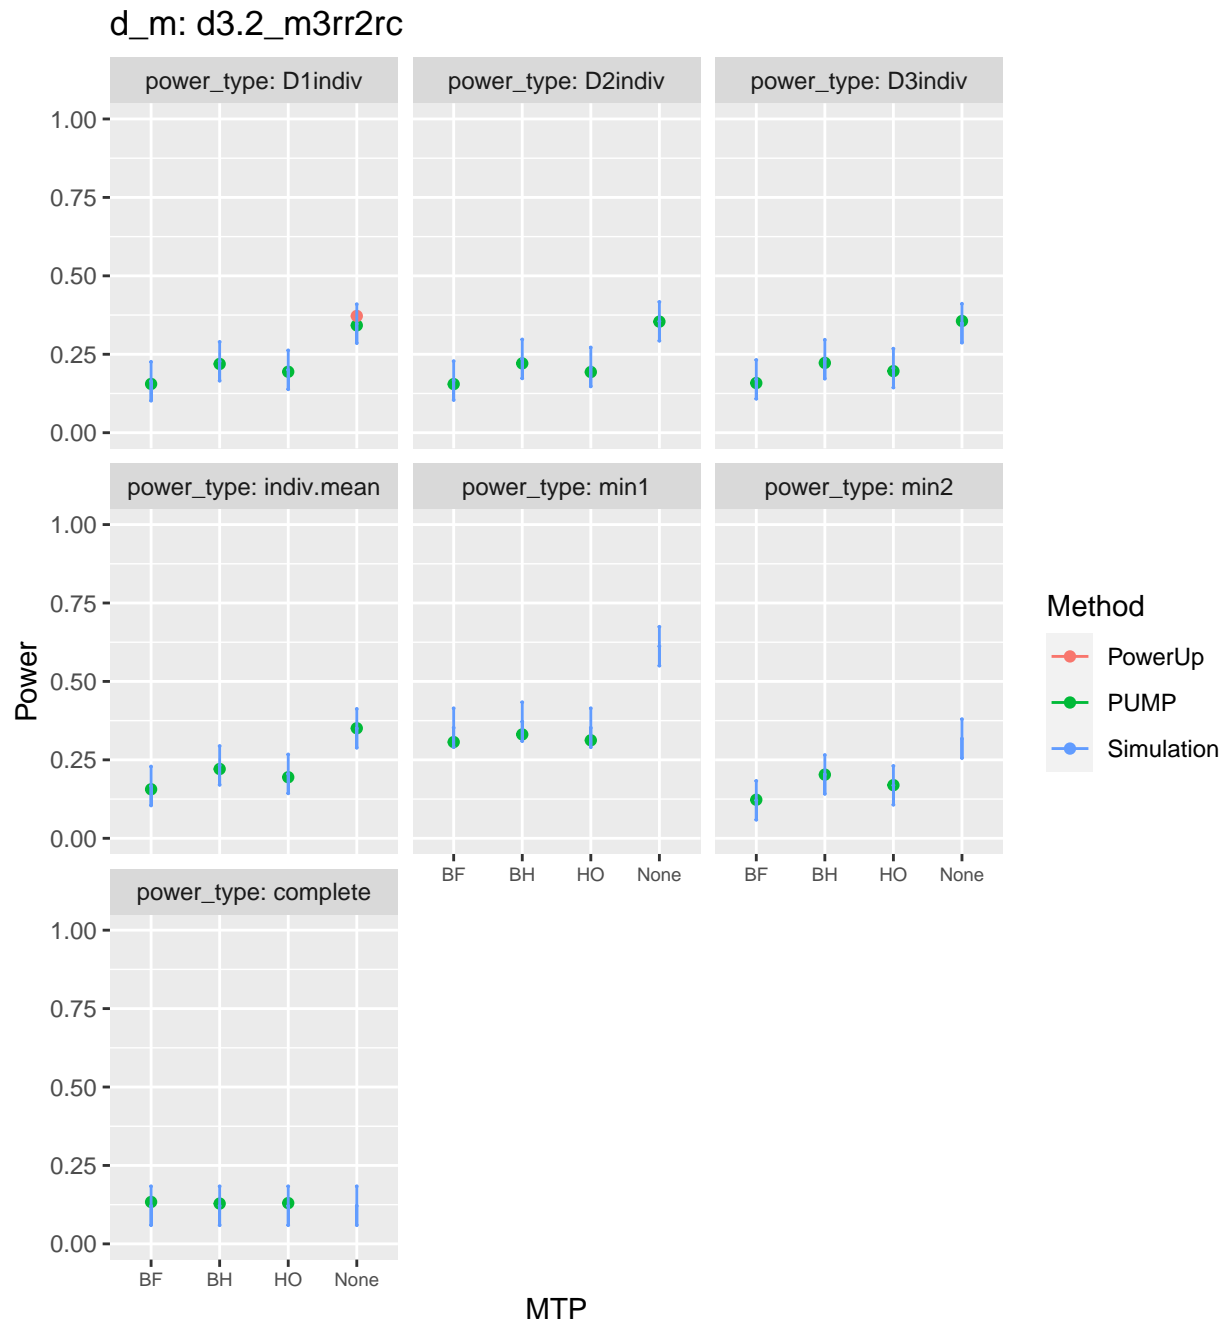 d_m: d3.2_m3rr2rc
power_type: D1indiv
power_type: D2indiv
power_type: D3indiv
1.00
0.75
0.50
0.25
0.00
power_type: indiv.mean
power_type: min1
power_type: min2
1.00
0.75
0.50
0.25
0.00
BF BH HO None
BF BH HO None
power_type: complete
1.00
0.75
0.50
0.25
0.00
BF BH HO None
Power
MTP
Method
PowerUp
PUMP
Simulation